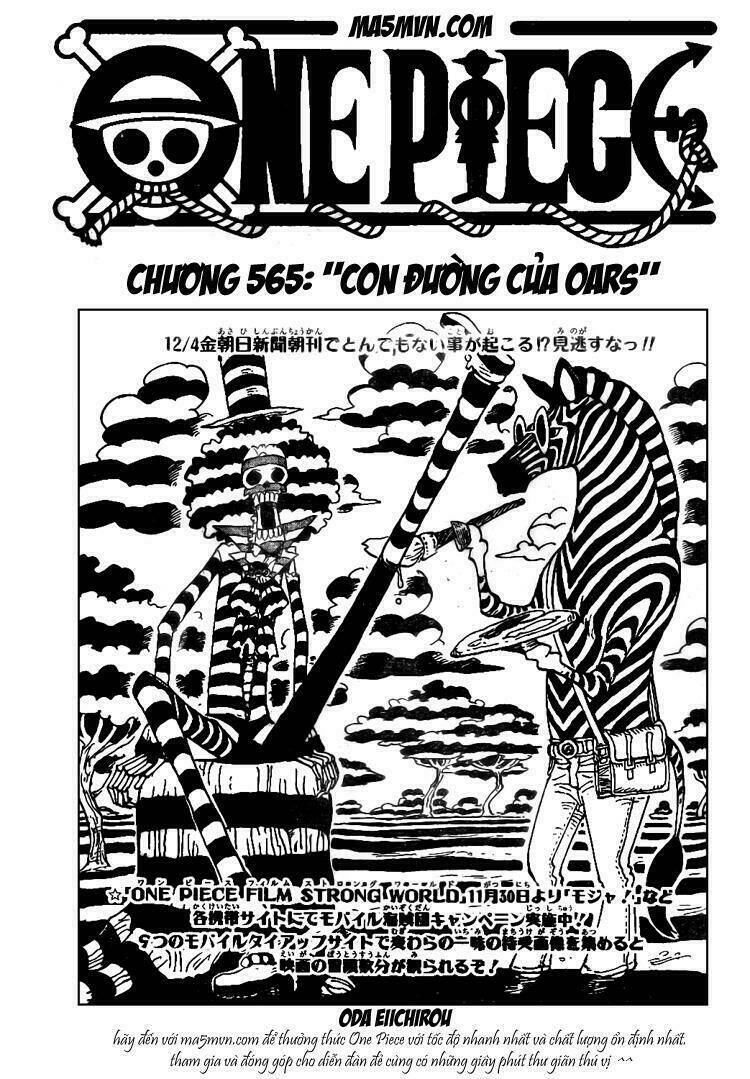 MA5MVN.COM
ONE PIECE
CHƯƠNG 565: "CON ĐƯỜNG CỦA OARS"
12/4金朝日新聞朝刊でとんでもない事が起こる!?見逃すなっ!!
☆「ONE PIECE FILM STRONG WORLD」11月30日より「モジャ!」など
各携帯サイトにてモバイル海賊団キャンペーン実施中!!
9つのモバイルタイアップサイトで麦わらの一味の待受画像を集めると
映画の冒頭数分が観られるぞ!
ODA EIICHIROU
hãy đến với ma5mvn.com để thưởng thức One Piece với tốc độ nhanh nhất và chất lượng ổn định nhất.
tham gia và đóng góp cho diễn đàn để cùng có những giây phút thư giãn thú vị ^^